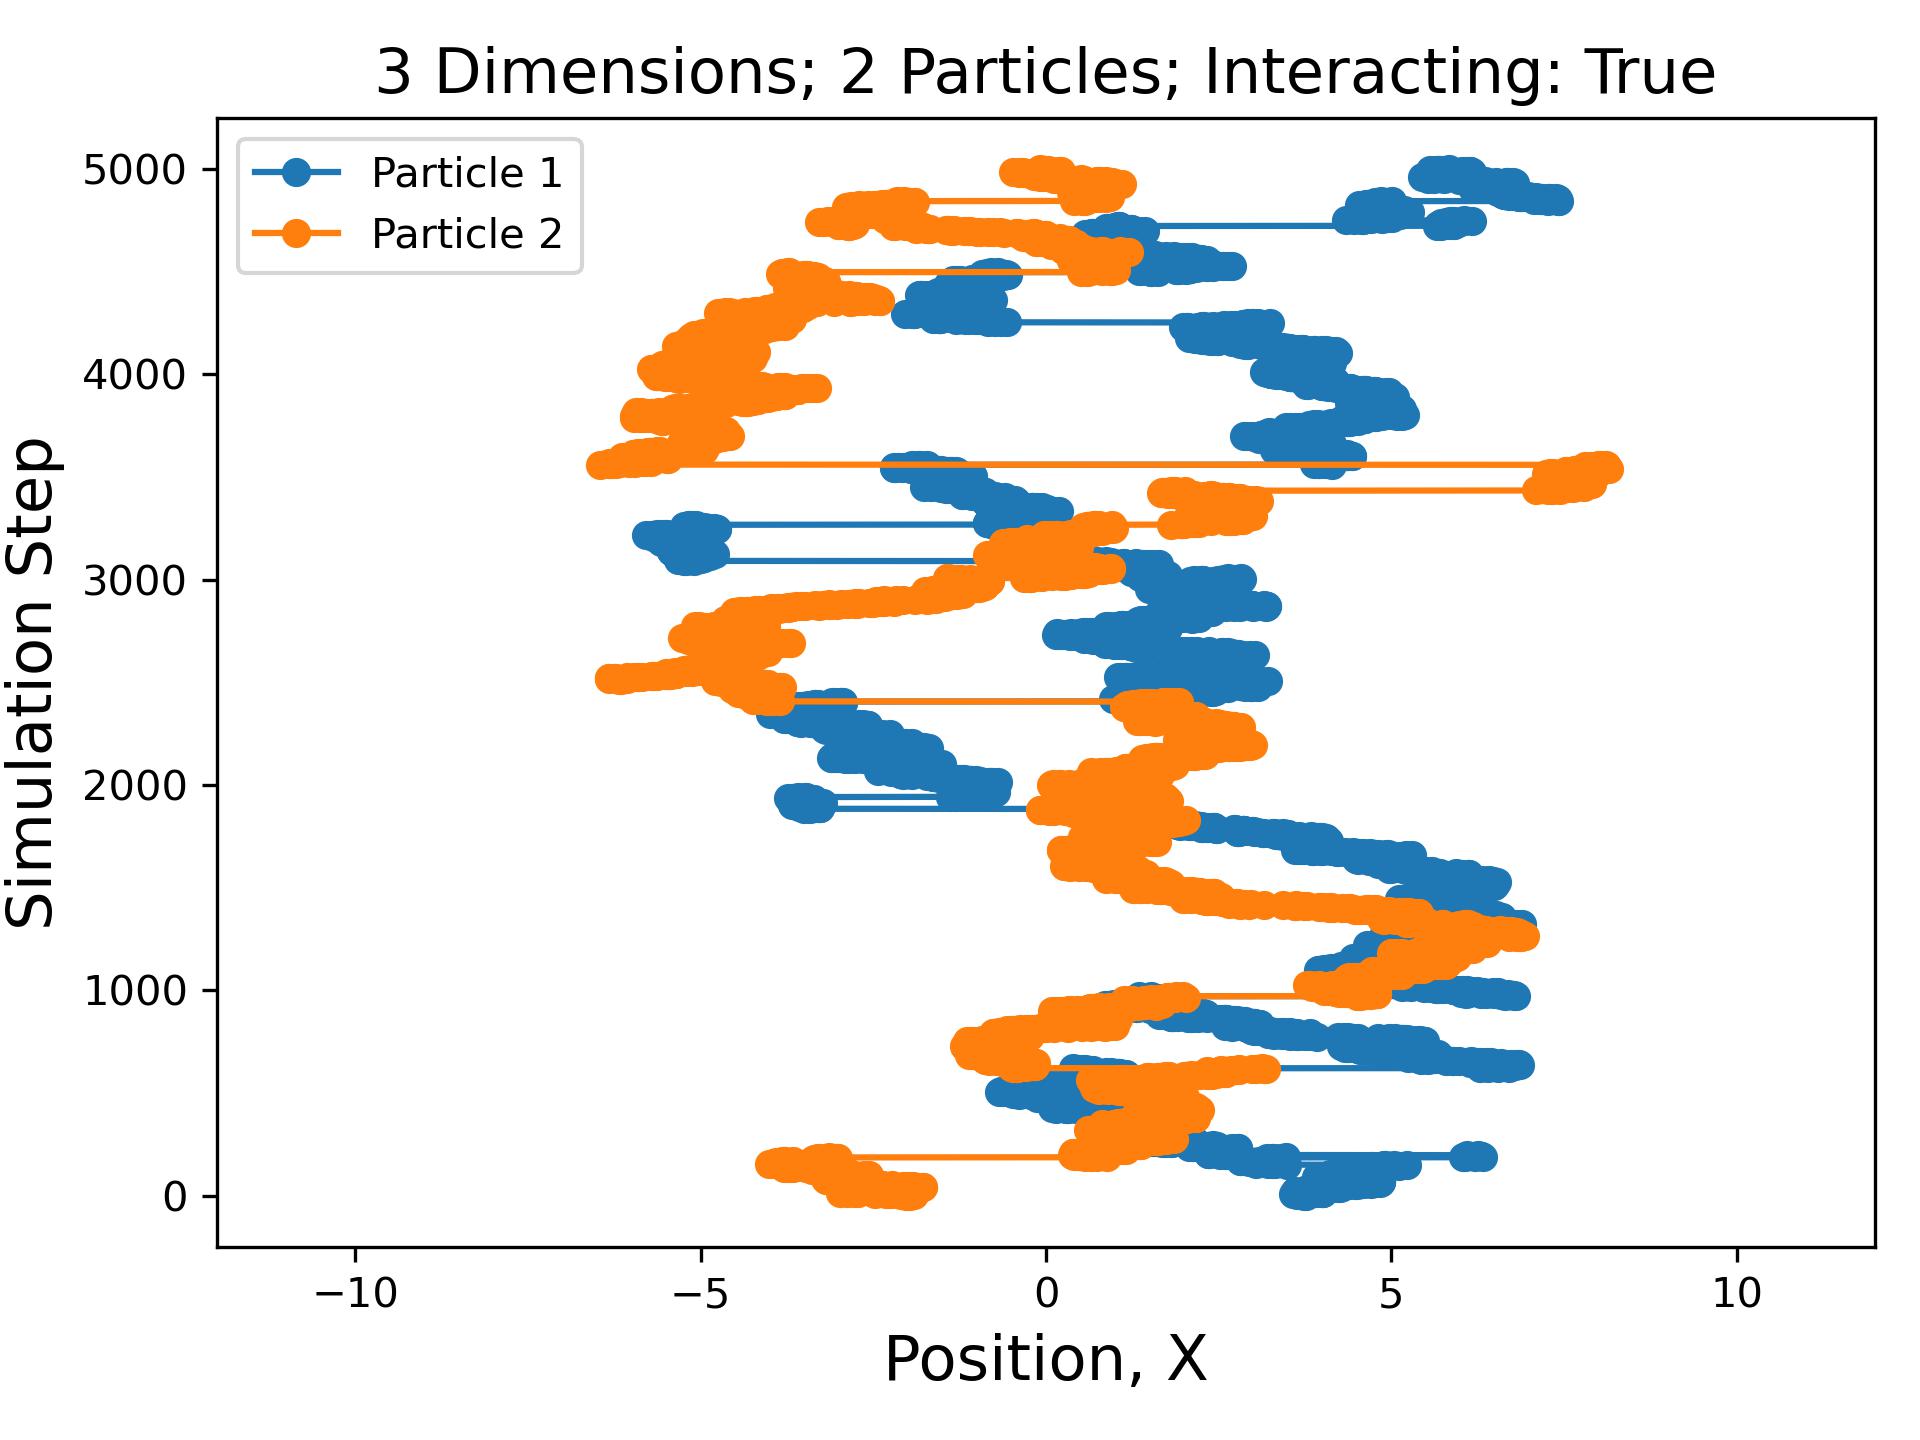 3 Dimensions; 2 Particles; Interacting: True
Particle 1
Particle 2
Simulation Step
5000
4000
3000
2000
1000
0
−10
−5
0
5
10
Position, X